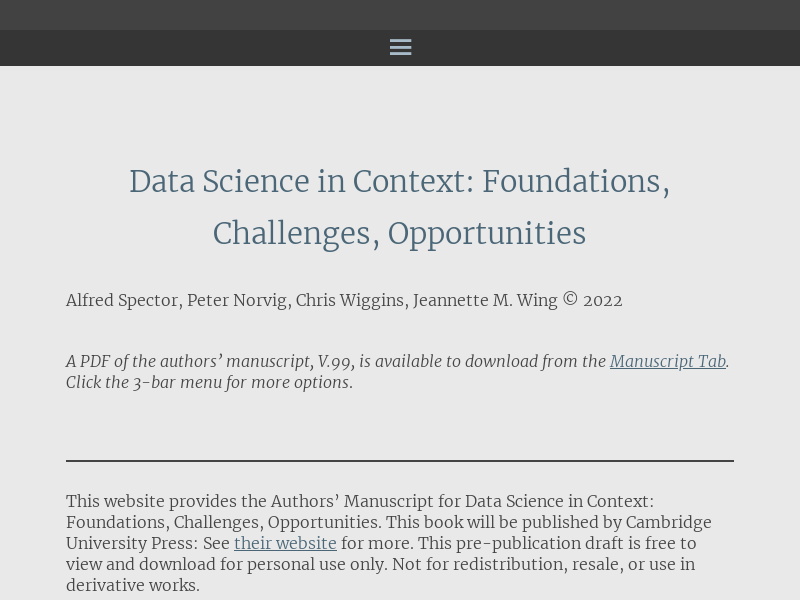 Data Science in Context: Foundations,
Challenges, Opportunities
Alfred Spector, Peter Norvig, Chris Wiggins, Jeannette M. Wing © 2022
A PDF of the authors’ manuscript, V.99, is available to download from the Manuscript Tab.
Click the 3-bar menu for more options.
This website provides the Authors’ Manuscript for Data Science in Context:
Foundations, Challenges, Opportunities. This book will be published by Cambridge
University Press: See their website for more. This pre-publication draft is free to
view and download for personal use only. Not for redistribution, resale, or use in
derivative works.